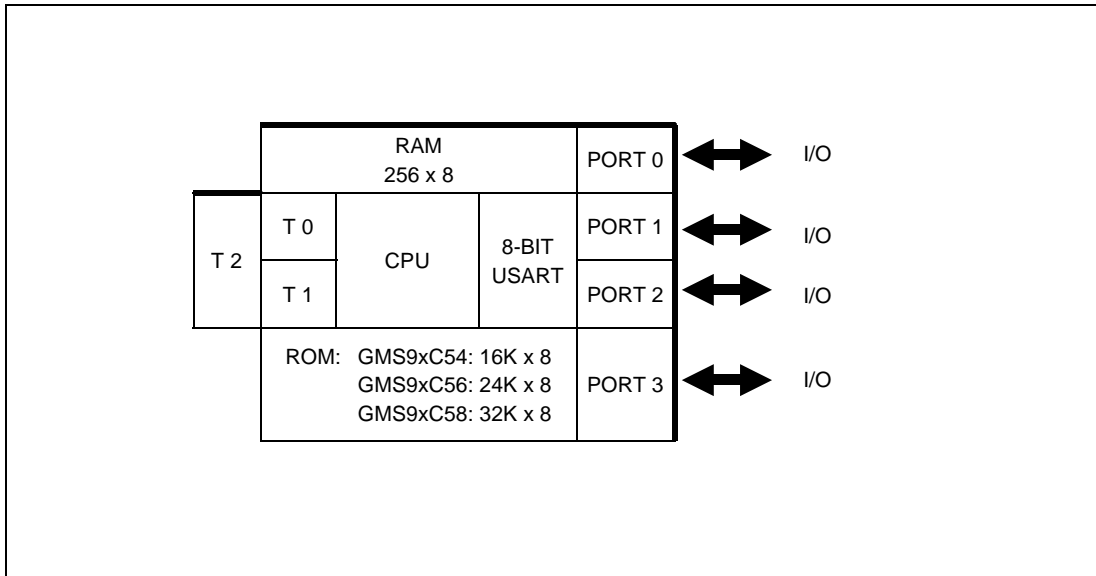 RAM
256 x 8
PORT 0
I/O
T 2
T 0
T 1
CPU
8-BIT
USART
PORT 1
I/O
PORT 2
I/O
ROM: GMS9xC54: 16K x 8
GMS9xC56: 24K x 8
GMS9xC58: 32K x 8
PORT 3
I/O